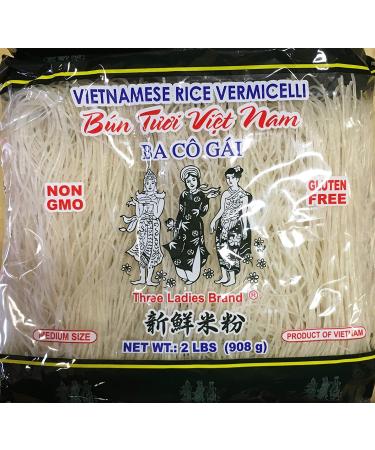 VIETNAMESE RICE VERMICELLI
Bún Tươi Việt Nam
BA CÔ GÁI
NON
GMO
GLUTEN
FREE
Three Ladies Brand ®
新鮮米粉
MEDIUM SIZE
PRODUCT OF VIETNAM
NET WT.: 2 LBS (908 g)